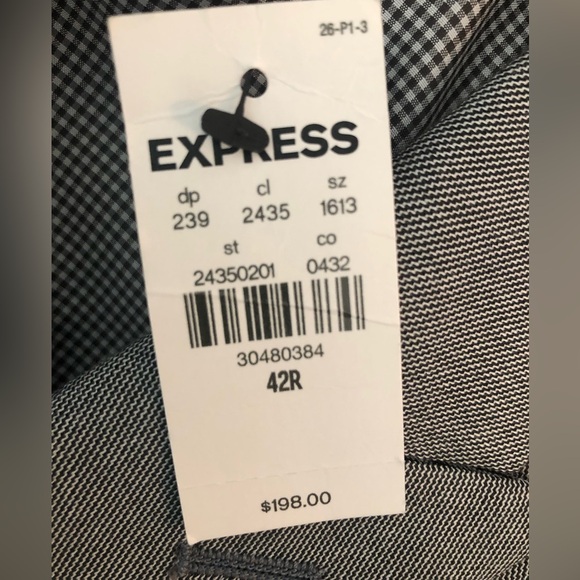 26-P1-3
EXPRESS
dp cl sz
239 2435 1613
st co
24350201 0432
30480384
42R
$198.00